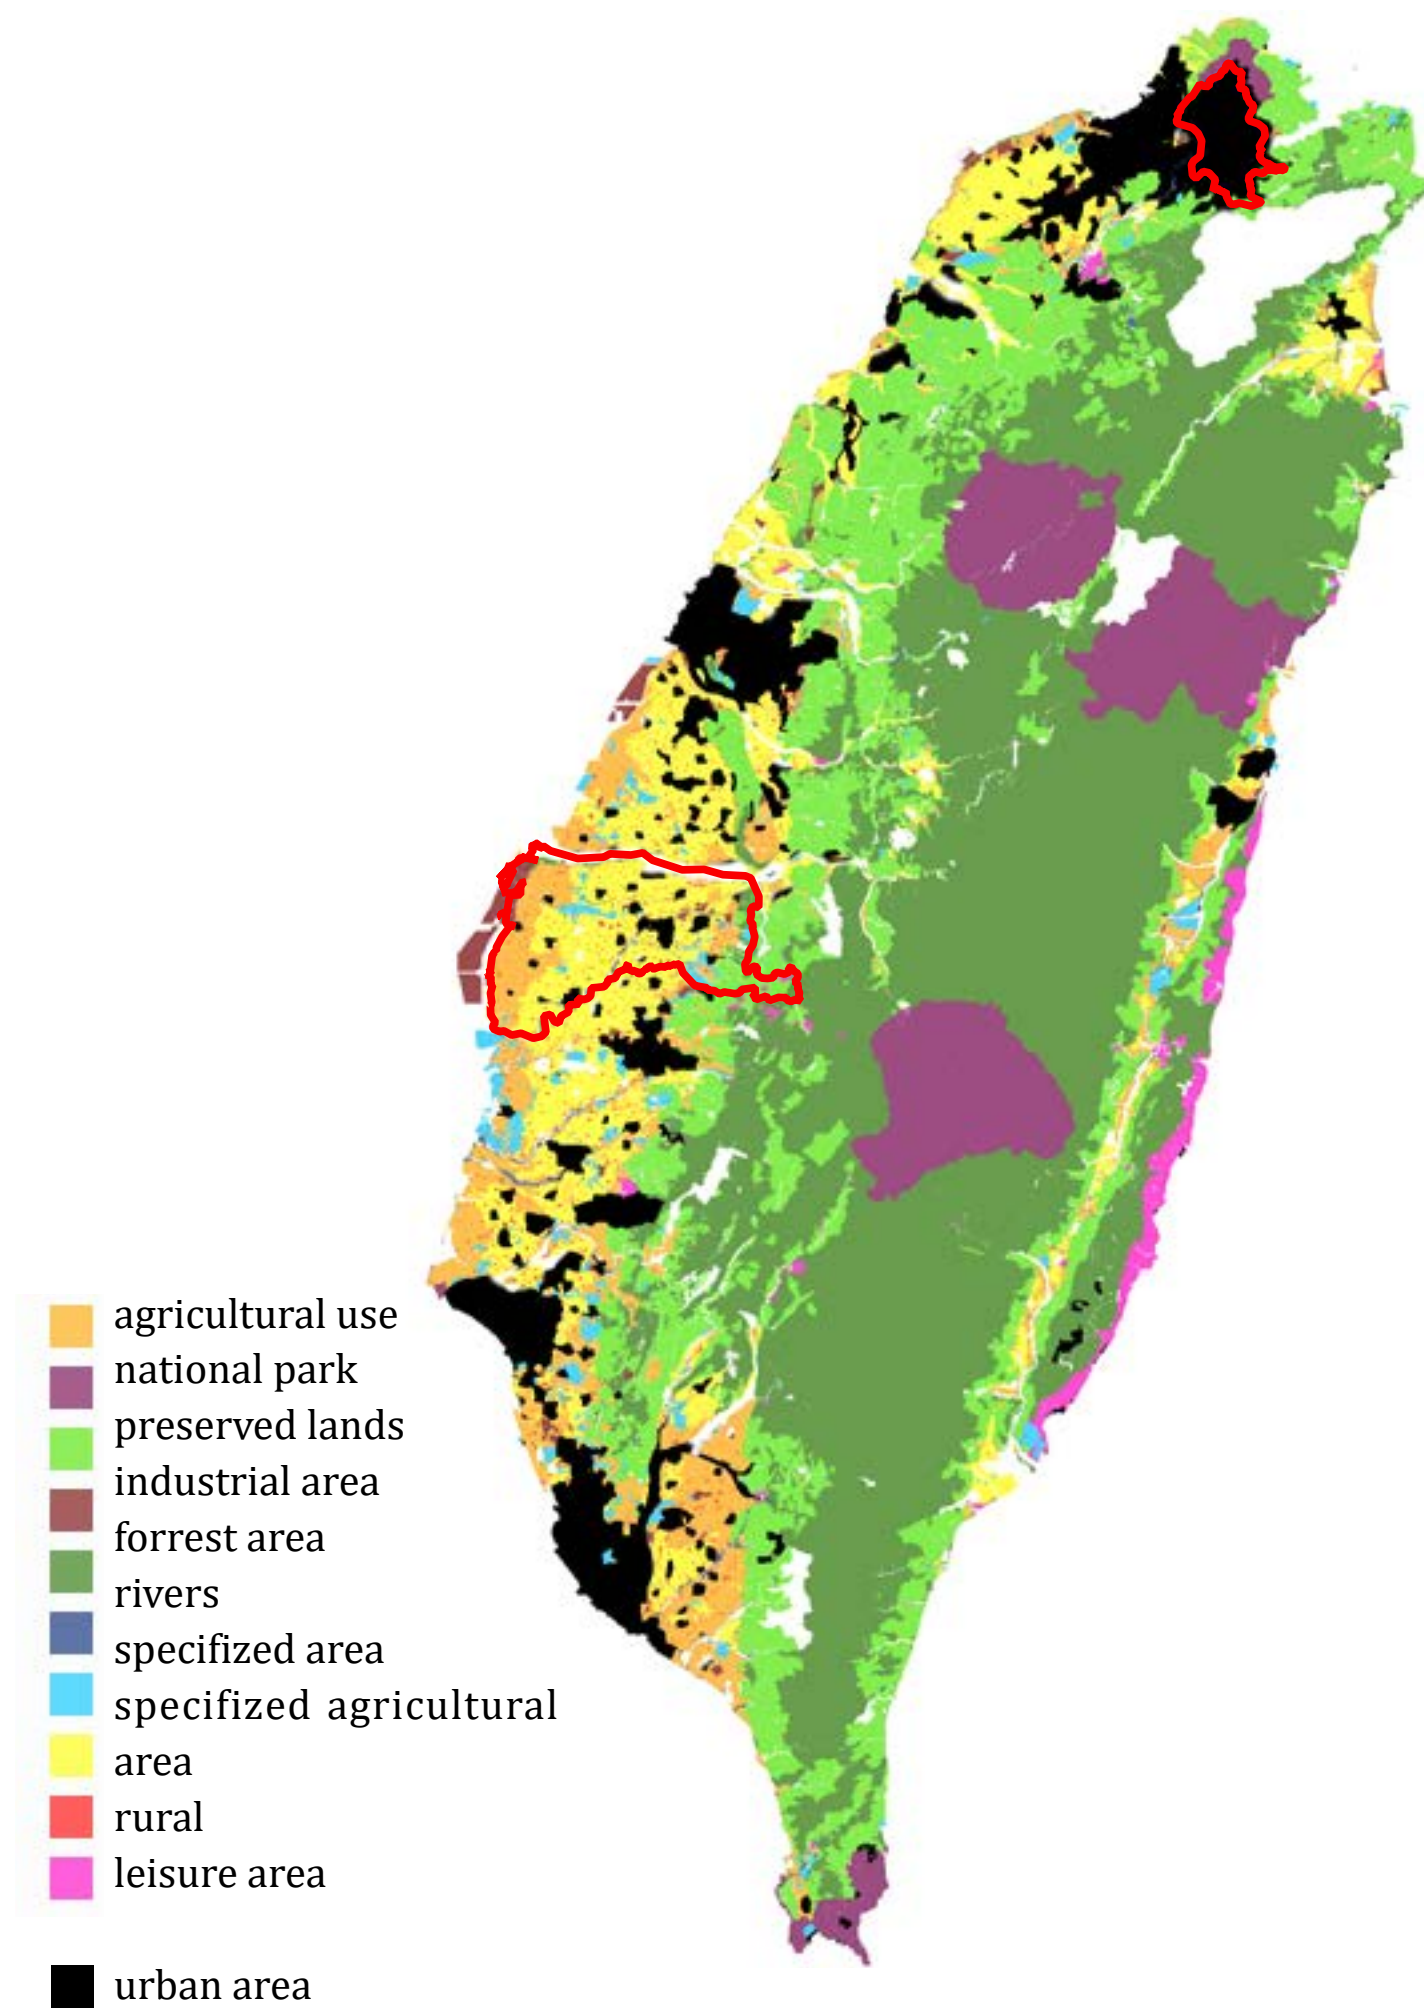 agricultural use
national park
preserved lands
industrial area
forrest area
rivers
specifized area
specifized agricultural
area
rural
leisure area
urban area